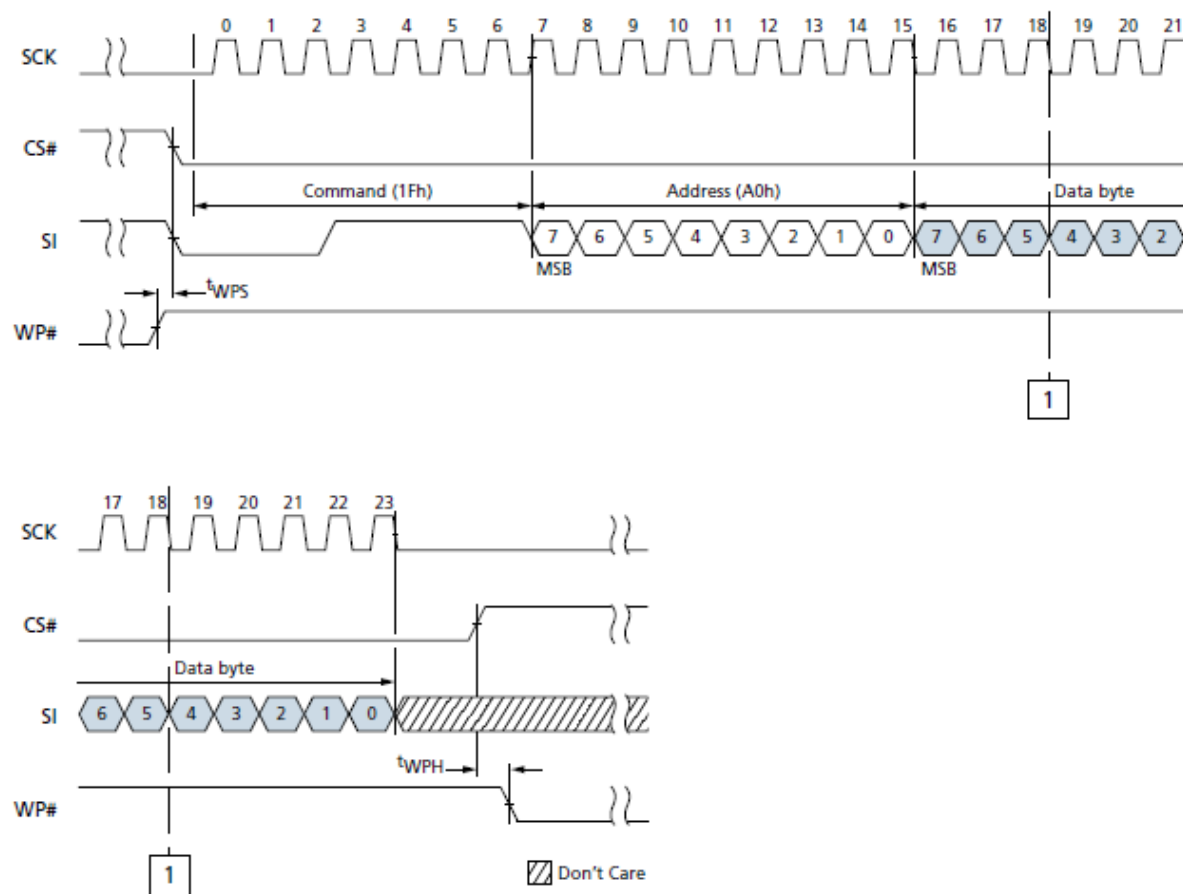 0 1 2 3 4 5 6 7 8 9 10 11 12 13 14 15 16 17 18 19 20 21
SCK
CS#
Command (1Fh) Address (A0h) Data byte
SI 7 6 5 4 3 2 1 0 7 6 5 4 3 2
MSB MSB
tWPS
WP#
1
17 18 19 20 21 22 23
SCK
CS#
Data byte
SI 6 5 4 3 2 1 0
tWPH
WP#
1
Don't Care